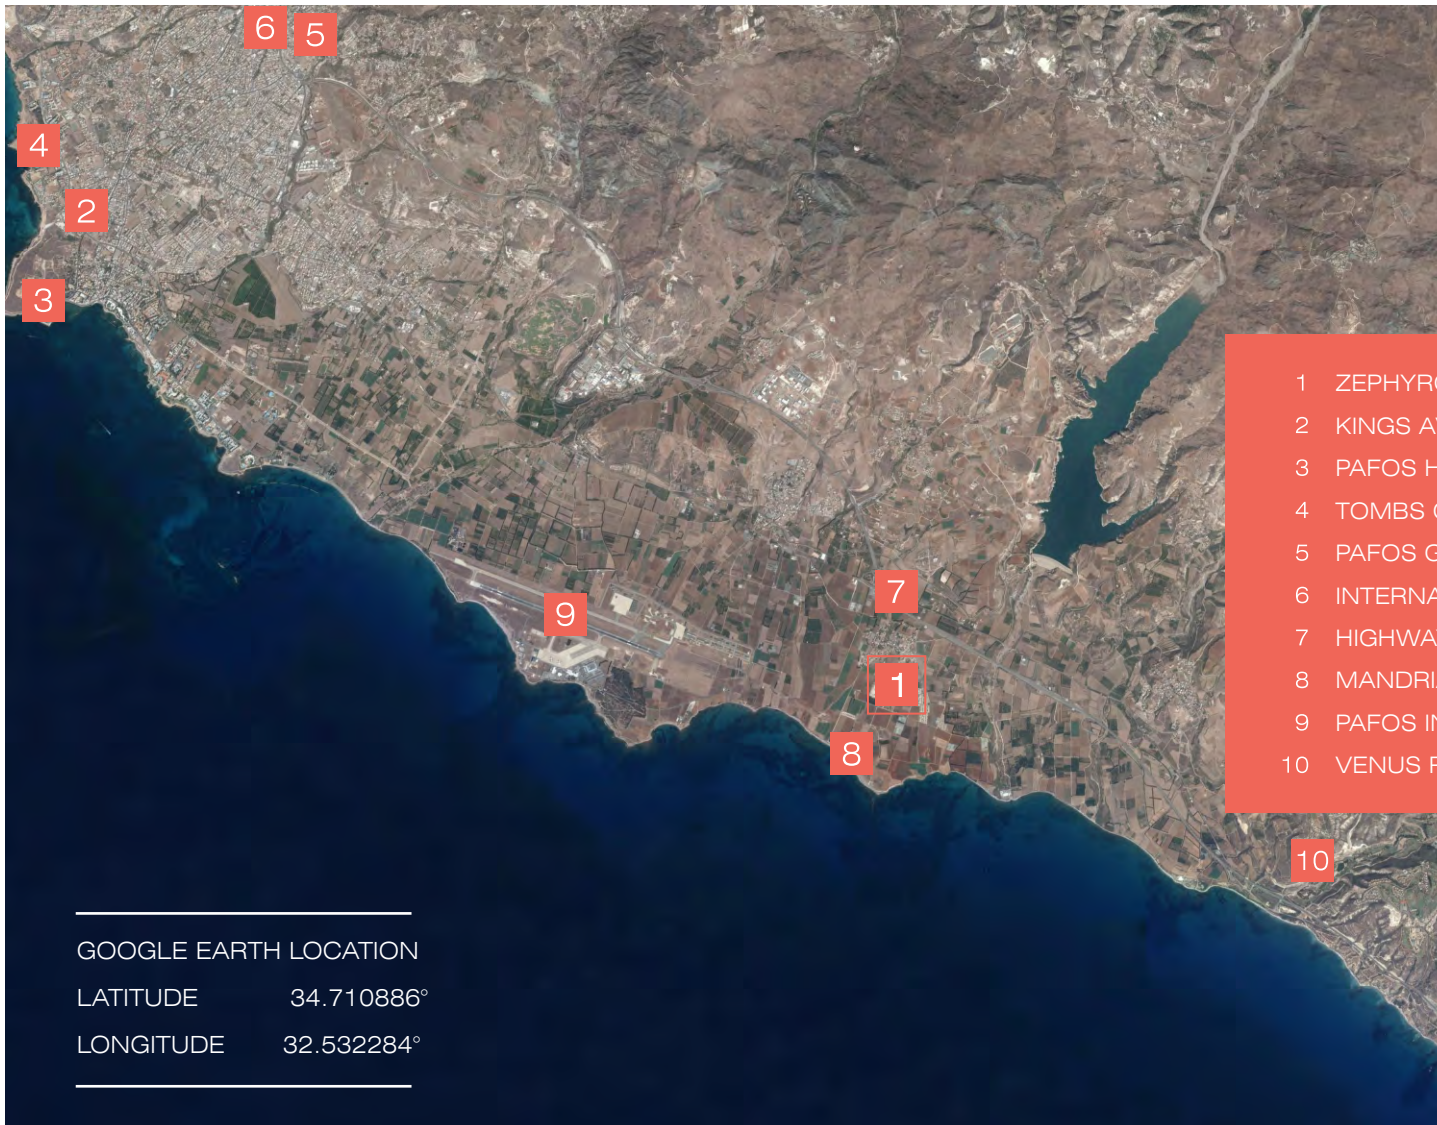 6
5
4
2
3
1 ZEPHYR
2 KINGS A
3 PAFOS H
4 TOMBS
5 PAFOS G
6 INTERNA
7 HIGHWA
8 MANDRI
9 PAFOS IN
10 VENUS
7
9
1
8
10
GOOGLE EARTH LOCATION
LATITUDE 34.710886°
LONGITUDE 32.532284°